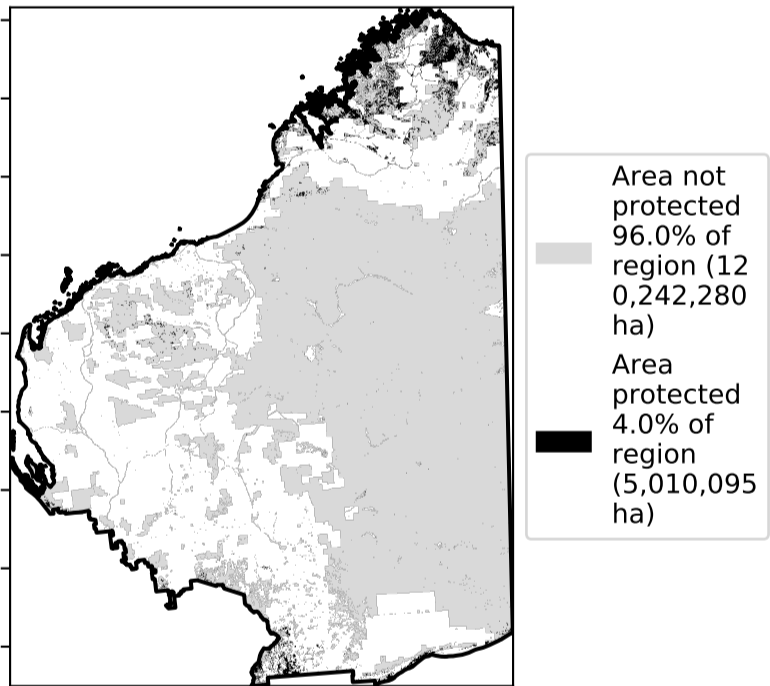 Area not
protected
96.0% of
region (12
0,242,280
ha)
Area
protected
4.0% of
region
(5,010,095
ha)